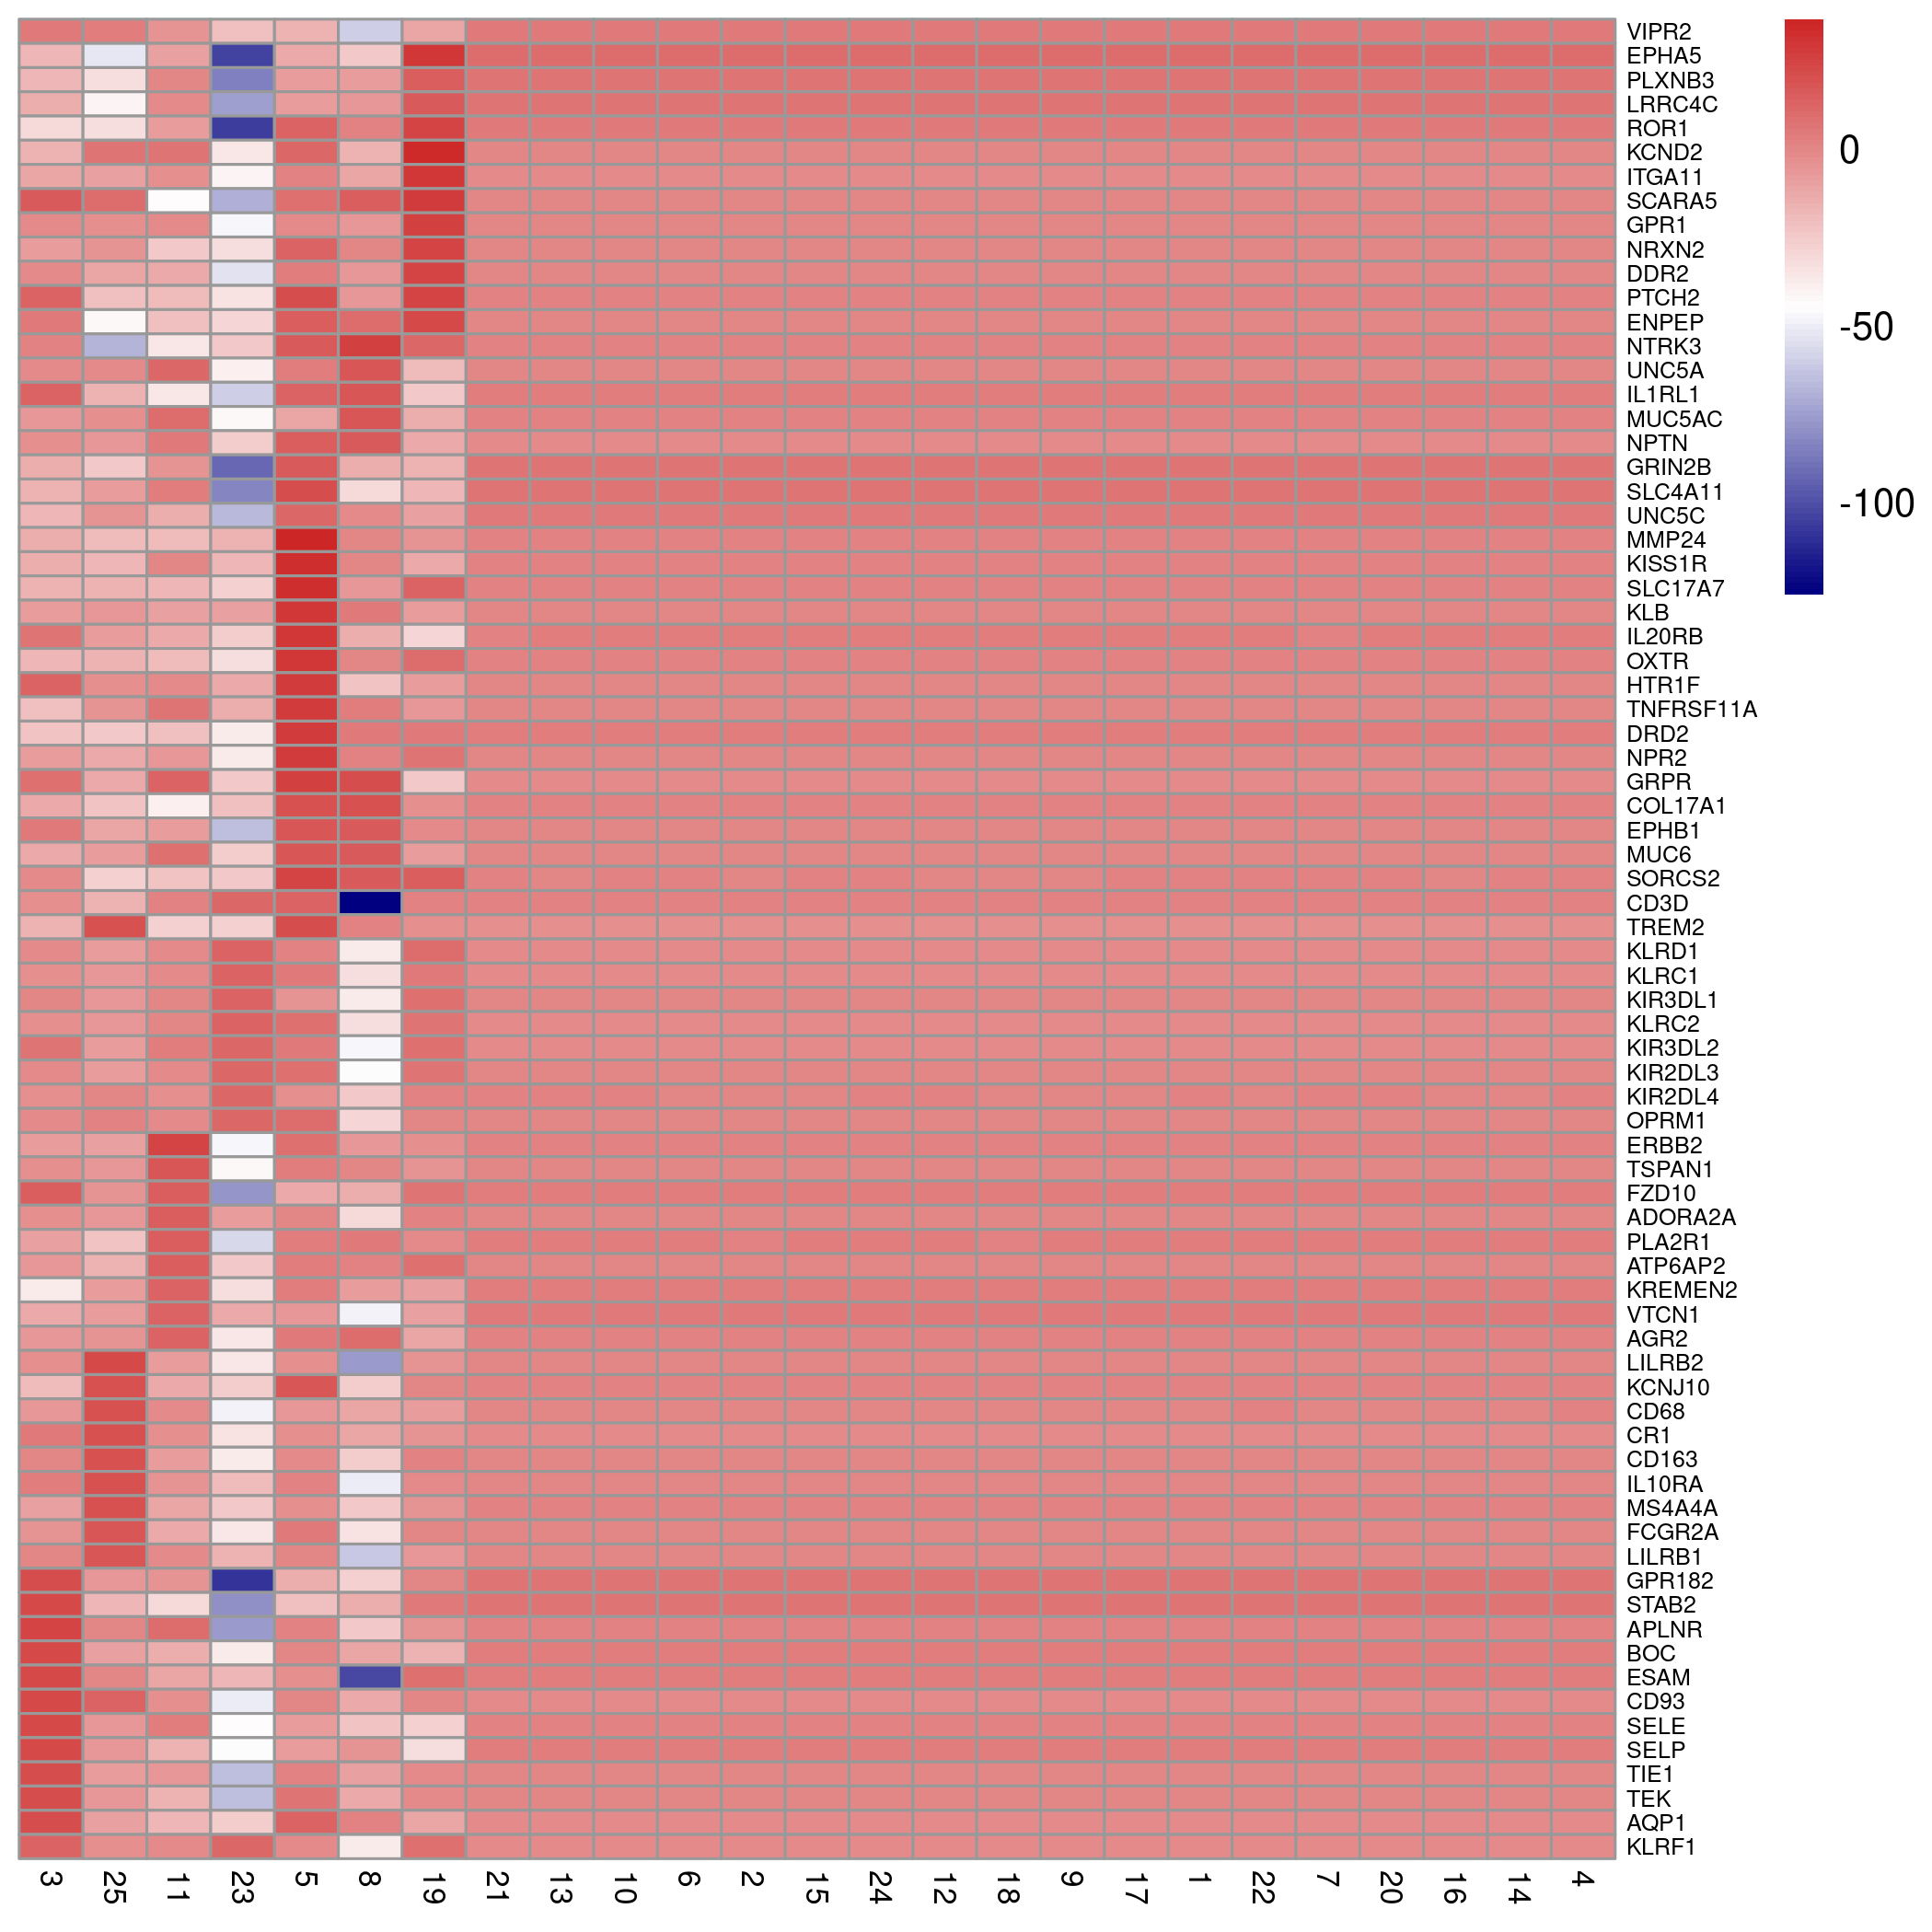 VIPR2
EPHA5
PLXNB3
LRRC4C
ROR1
KCND2
ITGA11
SCARA5
GPR1
NRXN2
DDR2
PTCH2
ENPEP
NTRK3
UNC5A
IL1RL1
MUC5AC
NPTN
GRIN2B
SLC4A11
UNC5C
MMP24
KISS1R
SLC17A7
KLB
IL20RB
OXTR
HTR1F
TNFRSF11A
DRD2
NPR2
GRPR
COL17A1
EPHB1
MUC6
SORCS2
CD3D
TREM2
KLRD1
KLRC1
KIR3DL1
KLRC2
KIR3DL2
KIR2DL3
KIR2DL4
OPRM1
ERBB2
TSPAN1
FZD10
ADORA2A
PLA2R1
ATP6AP2
KREMEN2
VTCN1
AGR2
LILRB2
KCNJ10
CD68
CR1
CD163
IL10RA
MS4A4A
FCGR2A
LILRB1
GPR182
STAB2
APLNR
BOC
ESAM
CD93
SELE
SELP
TIE1
TEK
AQP1
KLRF1
0
-50
-100
3 25 11 23 5 8 19 21 13 10 6 2 15 24 12 18 9 17 1 22 7 20 16 14 4